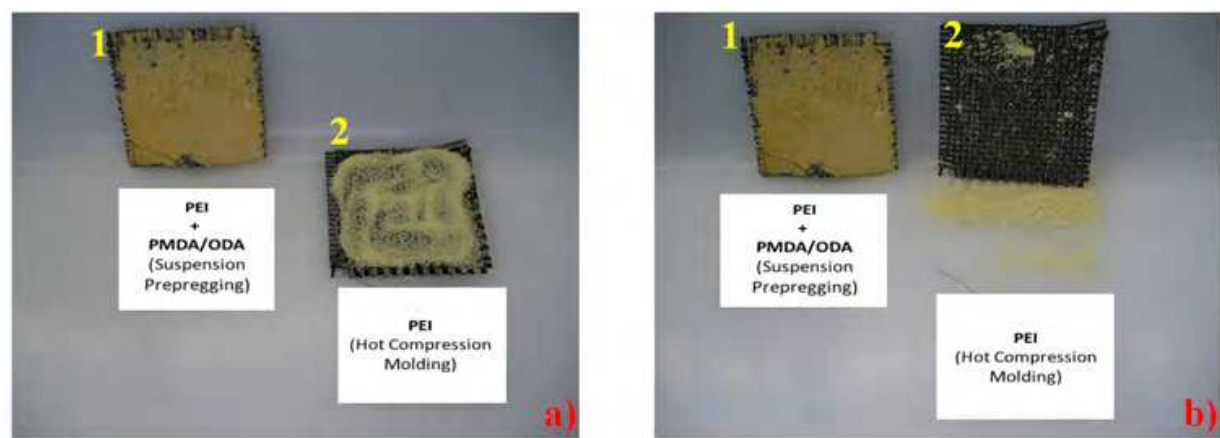 1
2
PEI
+
PMDA/ODA
(Suspension
Prepregging)
PEI
(Hot Compression
Molding)
a)
1
2
PEI
+
PMDA/ODA
(Suspension
Prepregging)
PEI
(Hot Compression
Molding)
b)